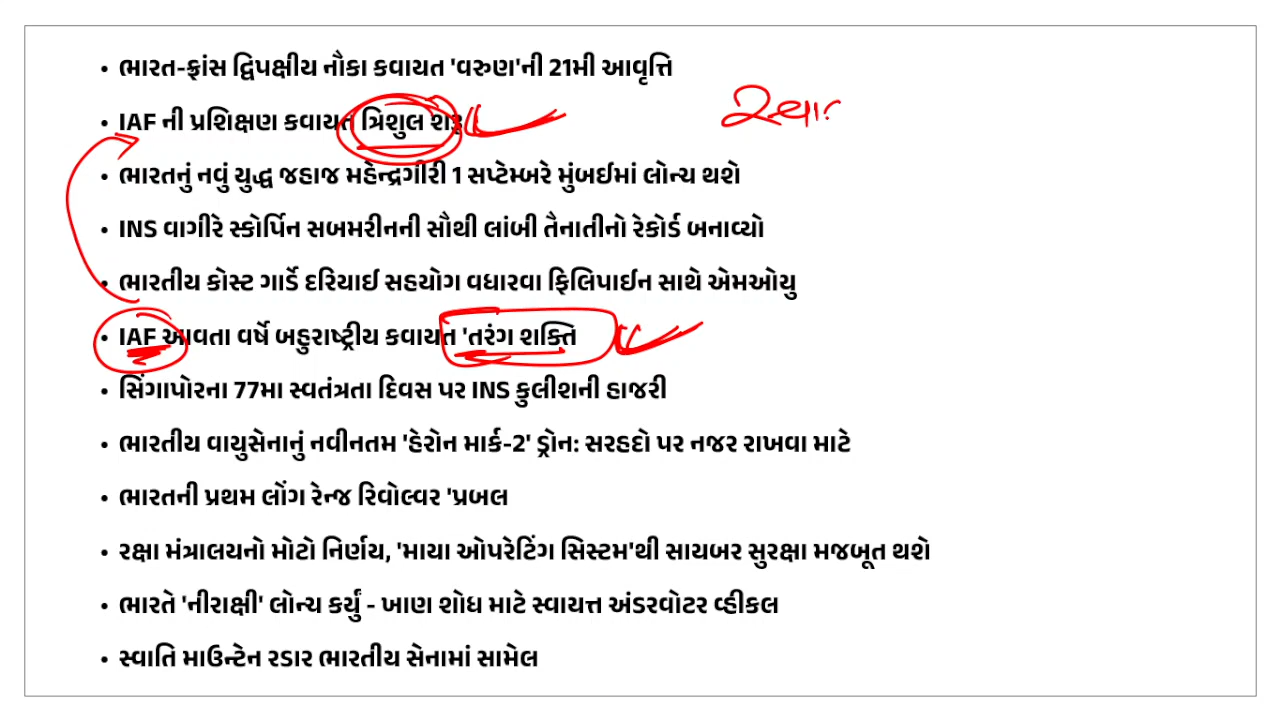 • ભારત-ફ્રાંસ દ્વિપક્ષીય નૌકા કવાયત 'વરુણ'ની 21મી આવૃત્તિ
• IAF ની પ્રશિક્ષણ કવાયત ત્રિશુલ શરૂ
• ભારતનું નવું યુદ્ધ જહાજ મહેન્દ્રગીરી 1 સપ્ટેમ્બરે મુંબઈમાં લોન્ચ થશે
• INS વાગીરે સ્કોર્પિન સબમરીનની સૌથી લાંબી તૈનાતીનો રેકોર્ડ બનાવ્યો
• ભારતીય કોસ્ટ ગાર્ડે દરિયાઈ સહયોગ વધારવા ફિલિપાઈન સાથે એમઓયુ
• IAF આવતા વર્ષે બહુરાષ્ટ્રીય કવાયત 'તરંગ શક્તિ
• સિંગાપોરના 77મા સ્વતંત્રતા દિવસ પર INS કુલીશની હાજરી
• ભારતીય વાયુસેનાનું નવીનતમ 'હેરોન માર્ક-2' ડ્રોન: સરહદો પર નજર રાખવા માટે
• ભારતની પ્રથમ લોંગ રેન્જ રિવોલ્વર 'પ્રબલ
• રક્ષા મંત્રાલયનો મોટો નિર્ણય, 'માયા ઓપરેટિંગ સિસ્ટમ'થી સાયબર સુરક્ષા મજબૂત થશે
• ભારતે 'નીરાક્ષી' લોન્ચ કર્યું - ખાણ શોધ માટે સ્વાયત્ત અંડરવોટર વ્હીકલ
• સ્વાતિ માઉન્ટેન રડાર ભારતીય સેનામાં સામેલ